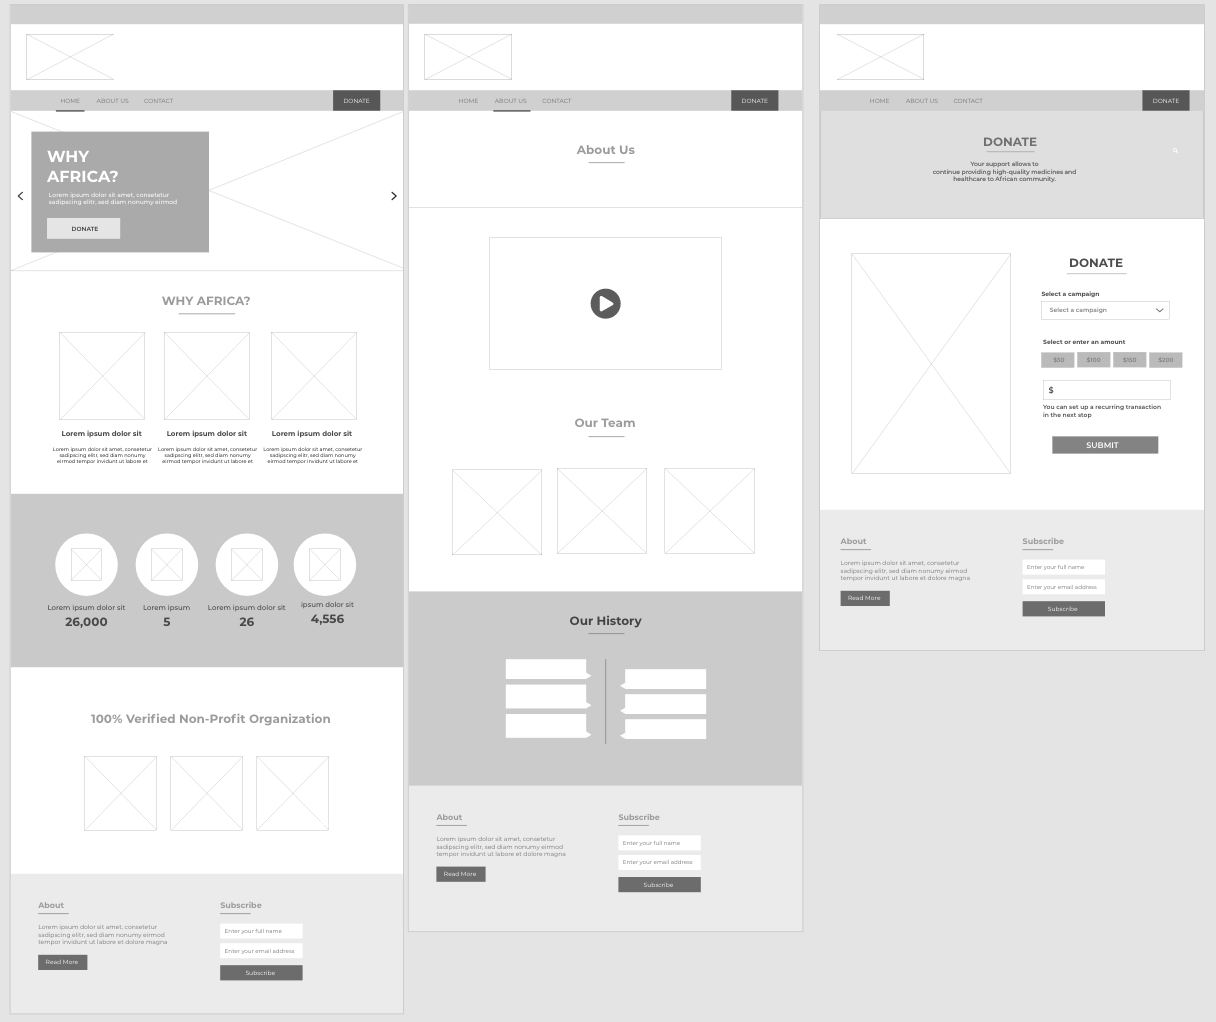 HOME ABOUT US CONTACT DONATE
WHY
AFRICA?
Lorem ipsum dolor sit amet, consetetur
sadipscing elitr, sed diam nonumy eirmod
DONATE
WHY AFRICA?
Lorem ipsum dolor sit
Lorem ipsum dolor sit amet, consetetur
sadipscing elitr, sed diam nonumy
eirmod tempor invidunt ut labore et
Lorem ipsum dolor sit
Lorem ipsum dolor sit amet, consetetur
sadipscing elitr, sed diam nonumy
eirmod tempor invidunt ut labore et
Lorem ipsum dolor sit
Lorem ipsum dolor sit amet, consetetur
sadipscing elitr, sed diam nonumy
eirmod tempor invidunt ut labore et
Lorem ipsum dolor sit
26,000
Lorem ipsum
5
Lorem ipsum dolor sit
26
ipsum dolor sit
4,556
100% Verified Non-Profit Organization
About
Lorem ipsum dolor sit amet, consetetur
sadipscing elitr, sed diam nonumy eirmod
tempor invidunt ut labore et dolore magna
Read More
Subscribe
Enter your full name
Enter your email address
Subscribe
HOME ABOUT US CONTACT DONATE
About Us
Our Team
Our History
About
Lorem ipsum dolor sit amet, consetetur
sadipscing elitr, sed diam nonumy eirmod
tempor invidunt ut labore et dolore magna
Read More
Subscribe
Enter your full name
Enter your email address
Subscribe
HOME ABOUT US CONTACT DONATE
DONATE
Your support allows to
continue providing high-quality medicines and
healthcare to African community.
DONATE
Select a campaign
Select a campaign
Select or enter an amount
$50 $100 $150 $200
$
You can set up a recurring transaction
in the next stop
SUBMIT
About
Lorem ipsum dolor sit amet, consetetur
sadipscing elitr, sed diam nonumy eirmod
tempor invidunt ut labore et dolore magna
Read More
Subscribe
Enter your full name
Enter your email address
Subscribe